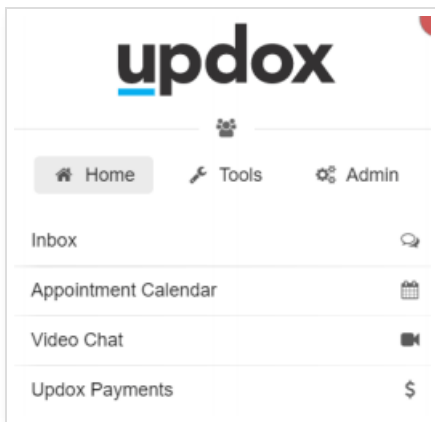 updox
Home Tools Admin
Inbox
Appointment Calendar
Video Chat
Updox Payments $